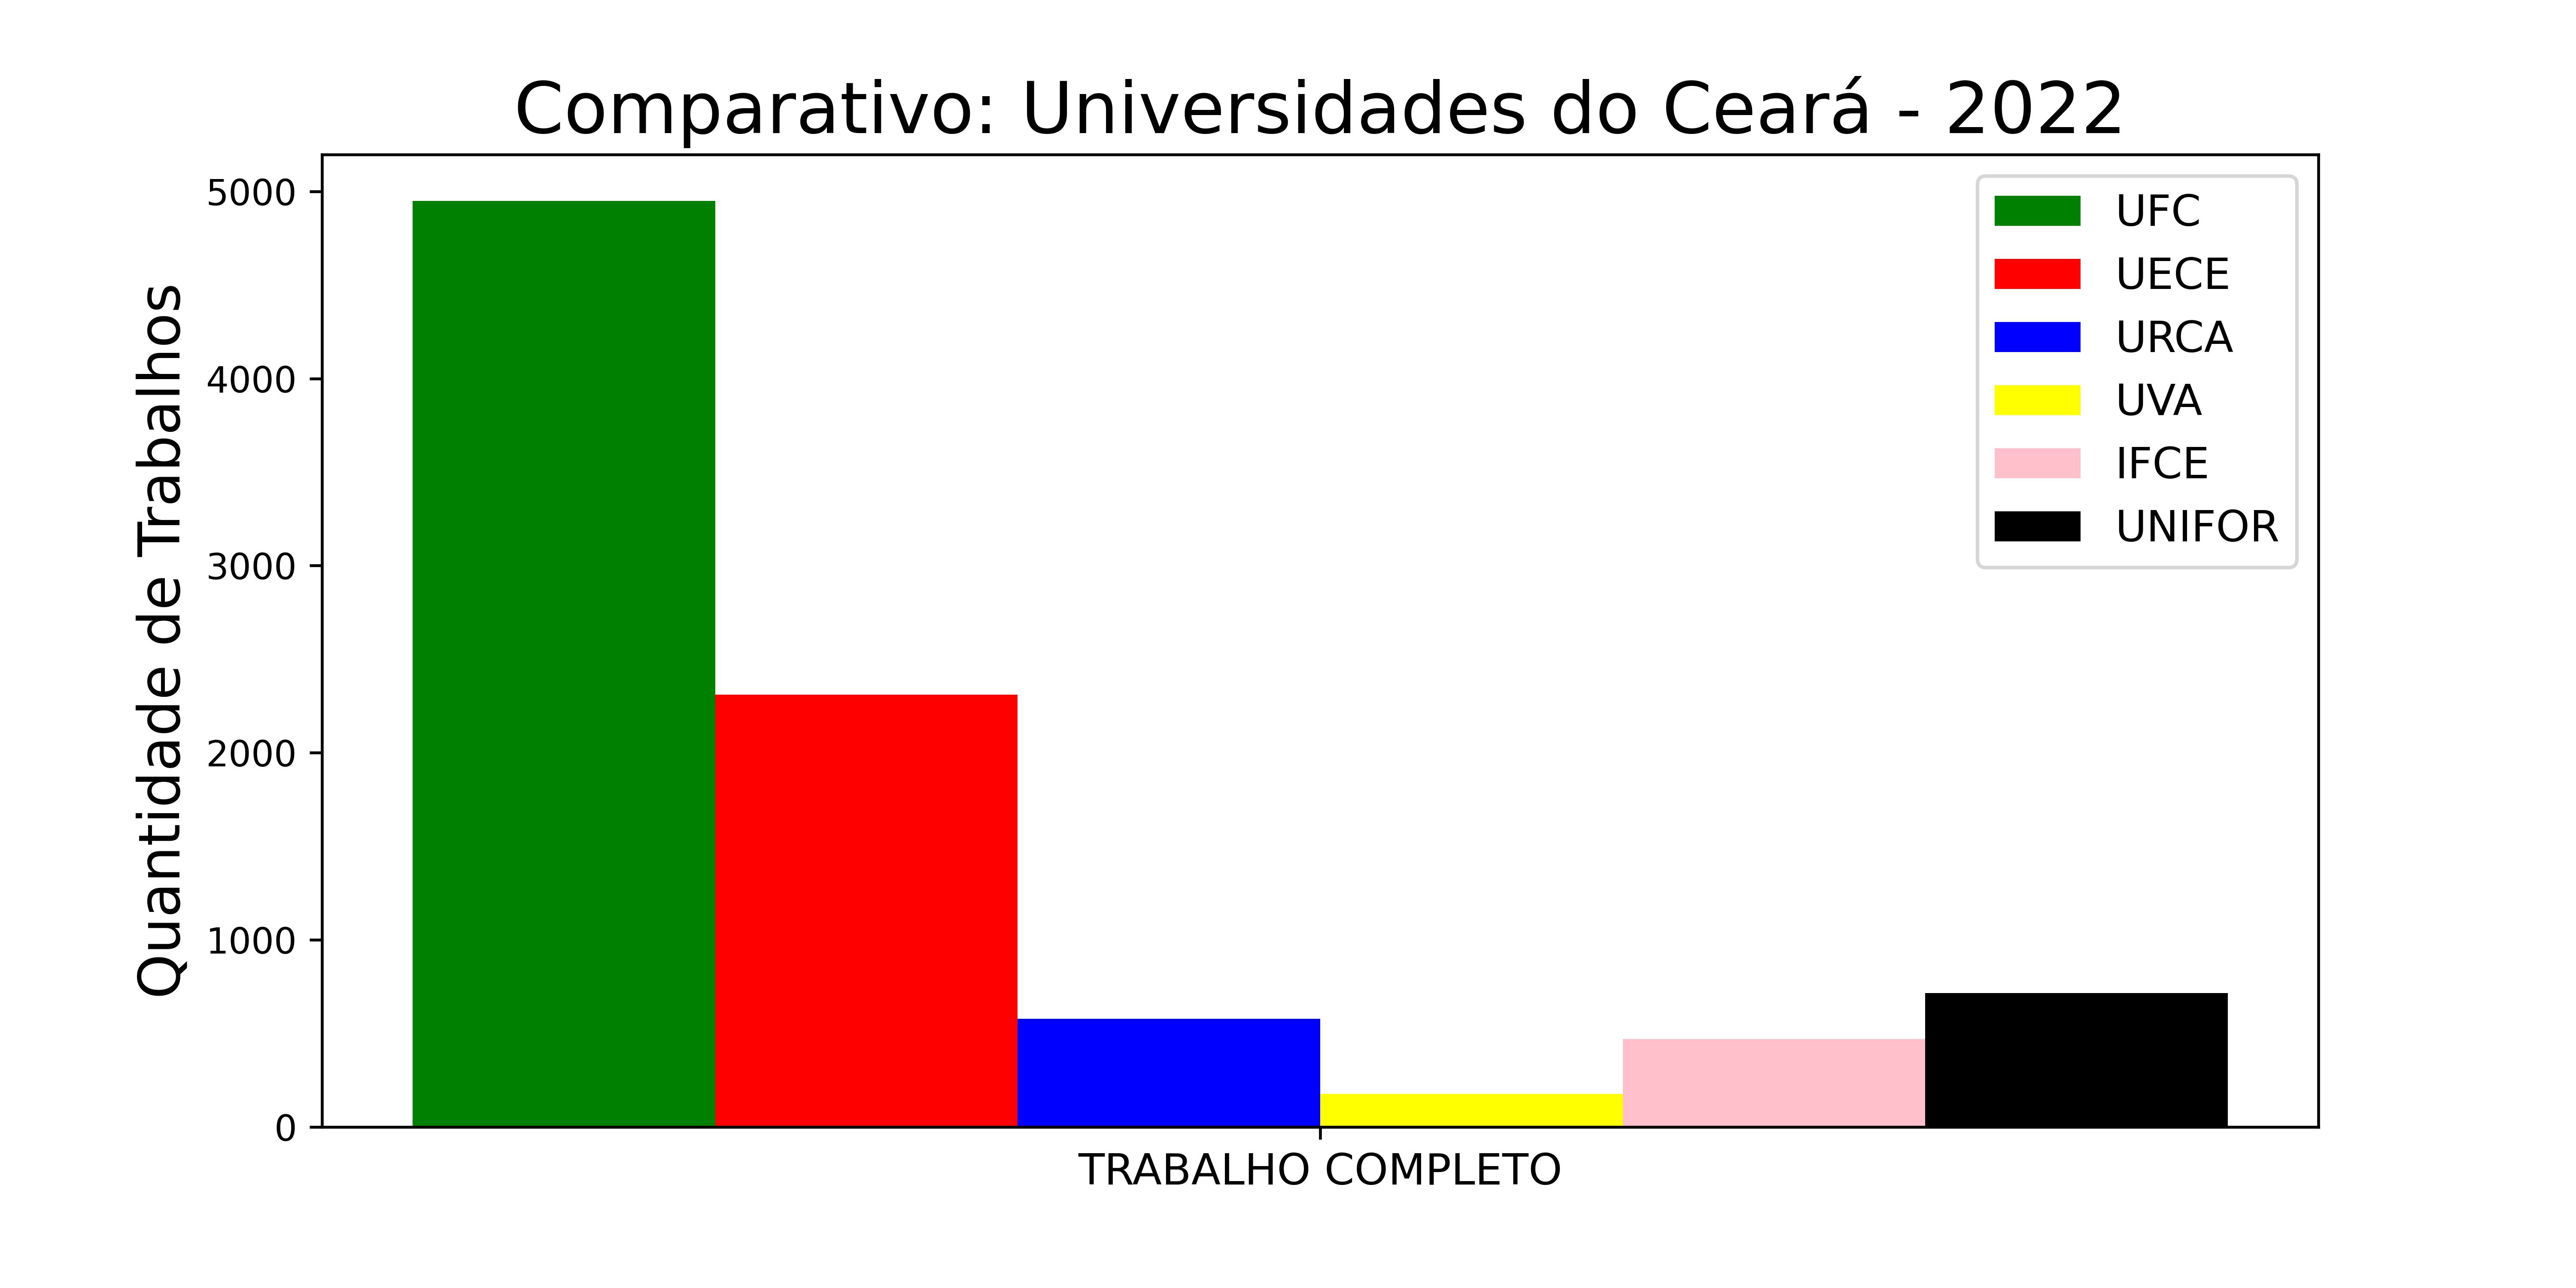 Comparativo: Universidades do Ceará - 2022
Quantidade de Trabalhos
5000
4000
3000
2000
1000
0
UFC
UECE
URCA
UVA
IFCE
UNIFOR
TRABALHO COMPLETO